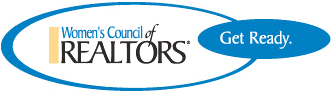 Women's Council of
REALTORS®
Get Ready.